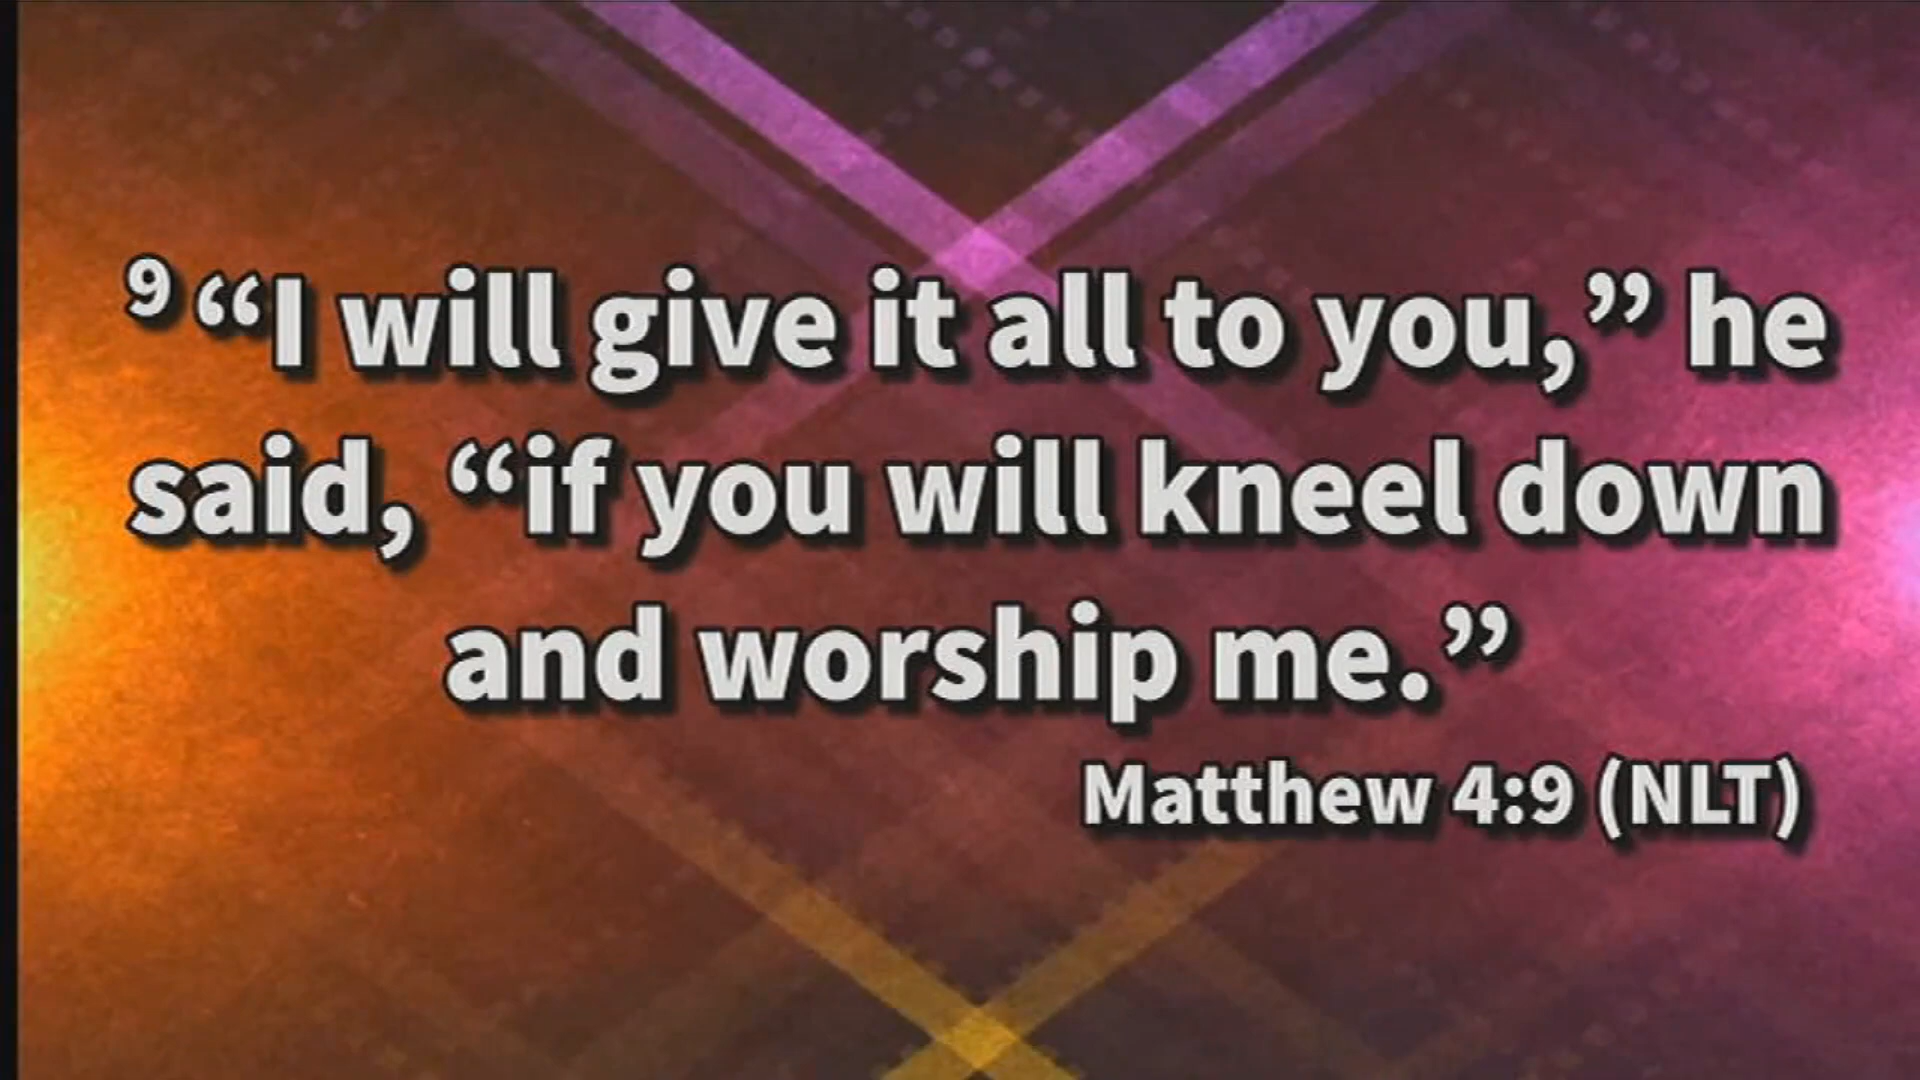 9 “I will give it all to you,” he
said, “if you will kneel down
and worship me.”
Matthew 4:9 (NLT)